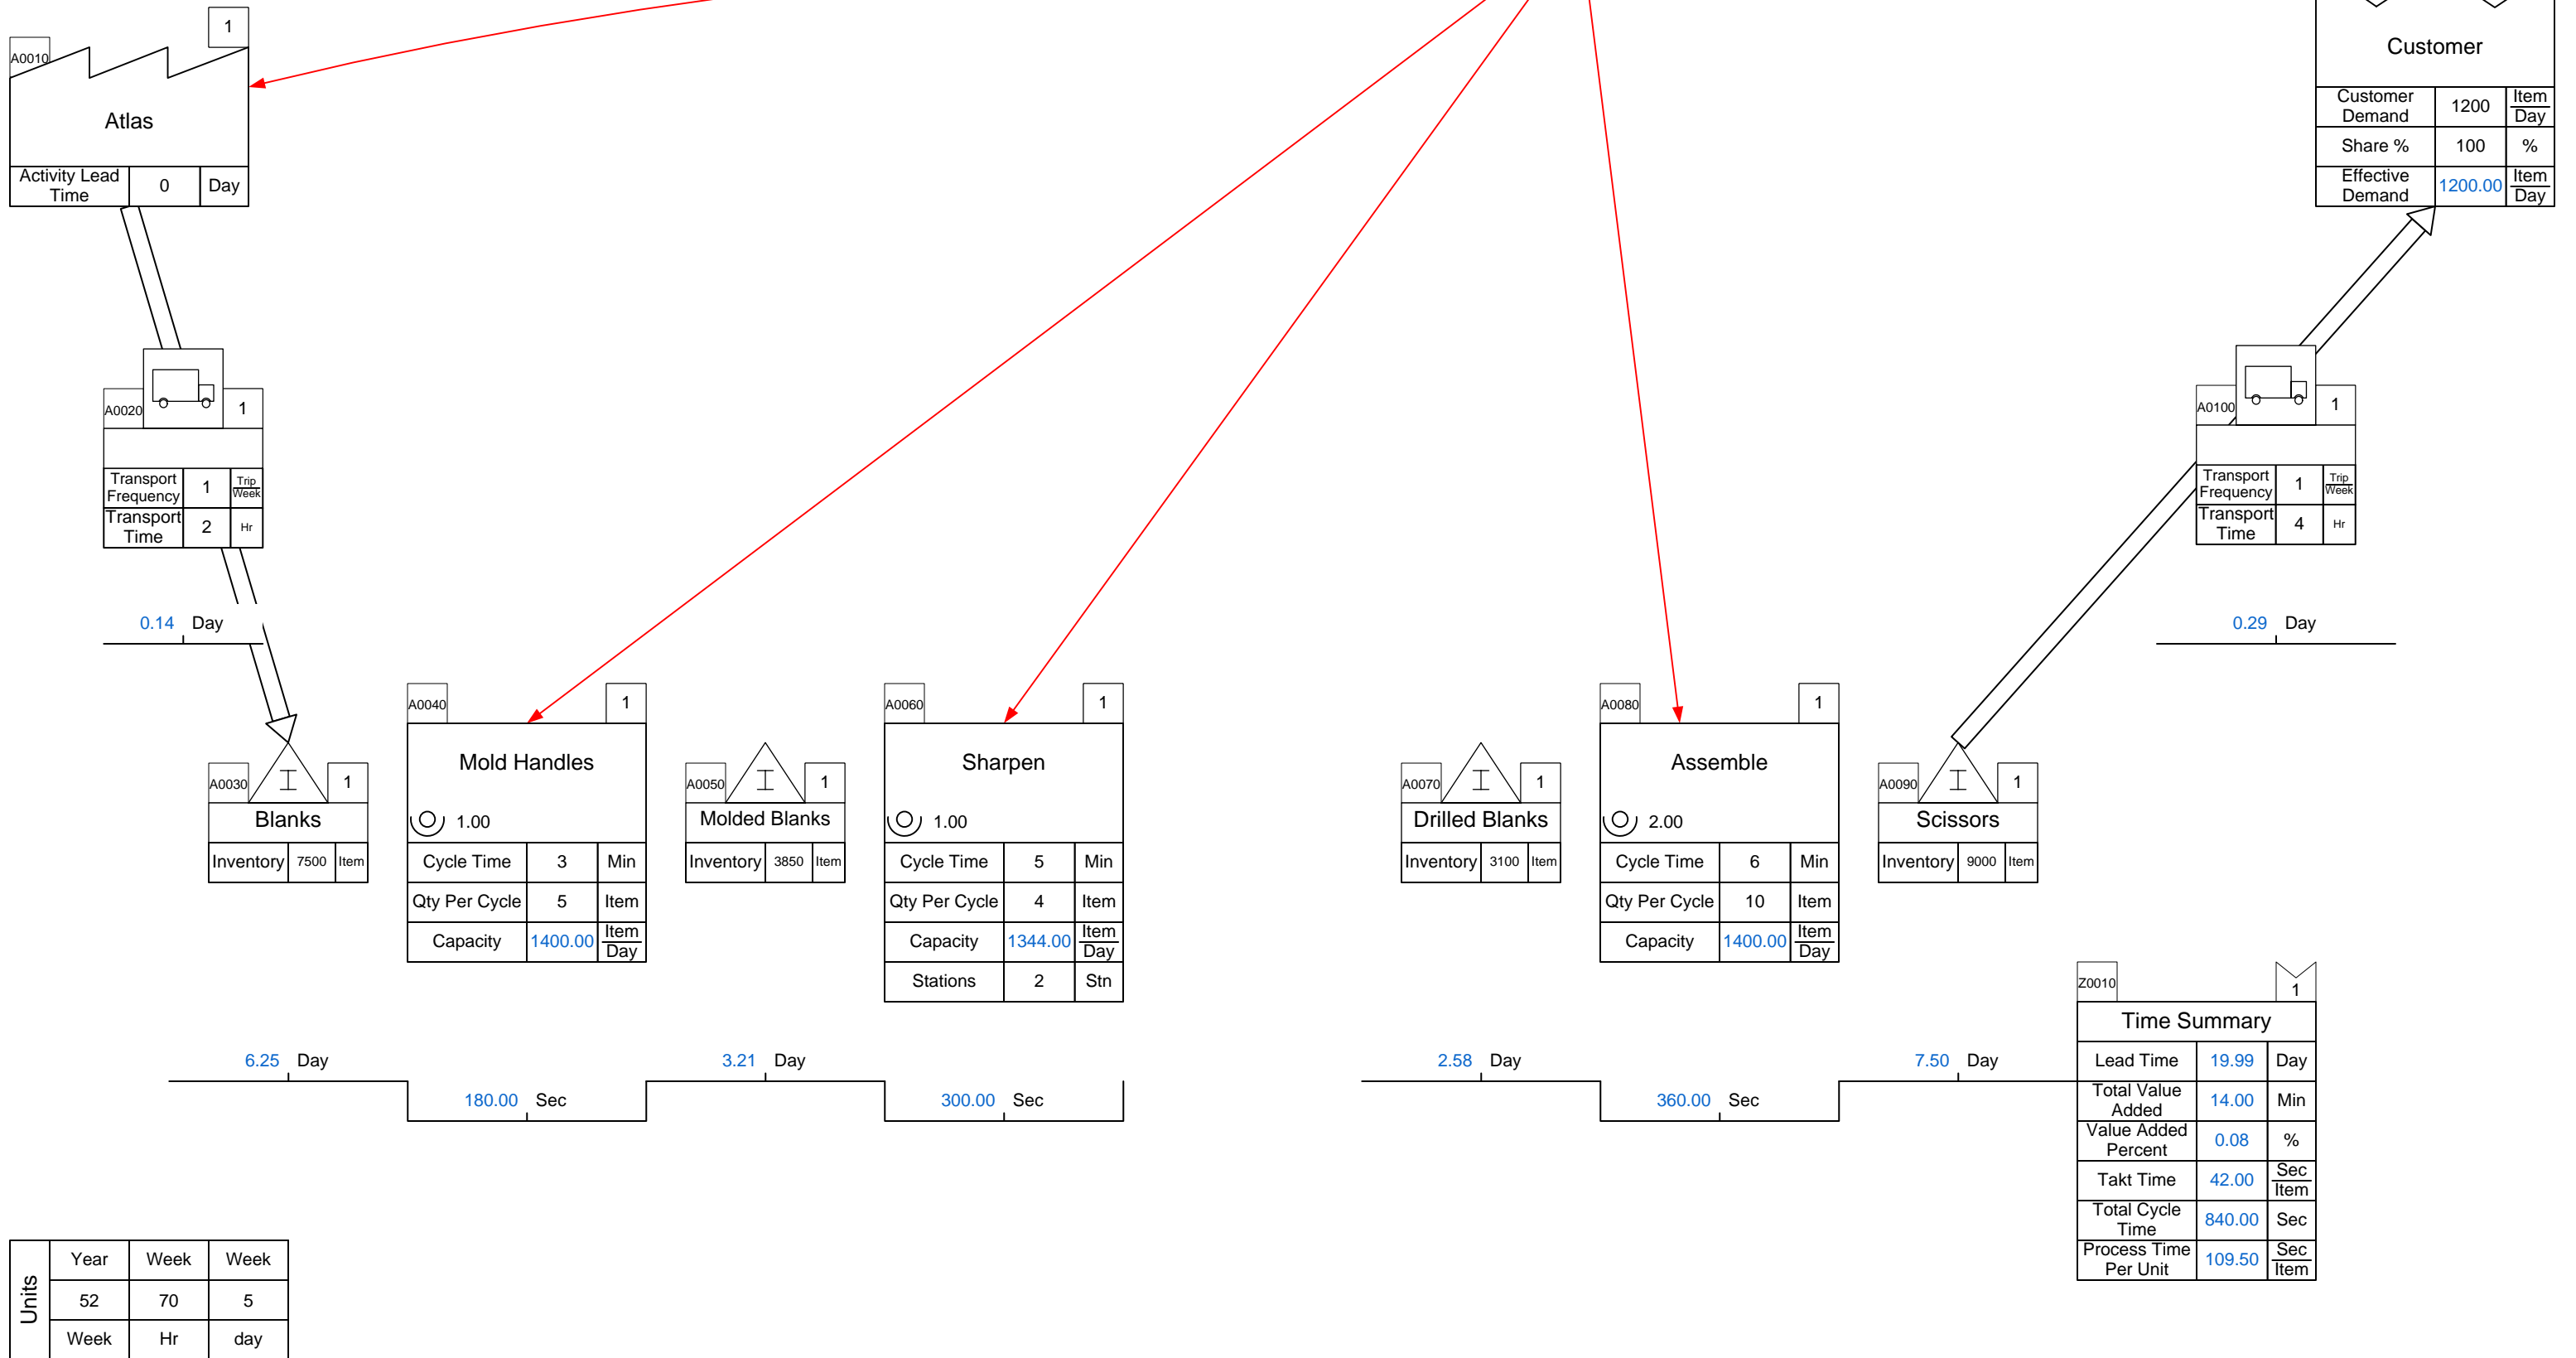 1
A0010
Atlas
Activity Lead
Time
0
Day
Customer
Customer
Demand
1200
Item
Day
Share %
100
%
Effective
Demand
1200.00
Item
Day
A0020
1
Transport
Frequency
1
Trip
Week
Transport
Time
2
Hr
0.14 Day
A0100
1
Transport
Frequency
1
Trip
Week
Transport
Time
4
Hr
0.29 Day
A0030
I
1
Blanks
Inventory
7500
Item
A0040
1
Mold Handles
1.00
Cycle Time
3
Min
Qty Per Cycle
5
Item
Capacity
1400.00
Item
Day
A0050
I
1
Molded Blanks
Inventory
3850
Item
A0060
1
Sharpen
1.00
Cycle Time
5
Min
Qty Per Cycle
4
Item
Capacity
1344.00
Item
Day
Stations
2
Stn
A0070
I
1
Drilled Blanks
Inventory
3100
Item
A0080
1
Assemble
2.00
Cycle Time
6
Min
Qty Per Cycle
10
Item
Capacity
1400.00
Item
Day
A0090
I
1
Scissors
Inventory
9000
Item
6.25 Day
180.00 Sec
3.21 Day
300.00 Sec
2.58 Day
360.00 Sec
7.50 Day
Z0010
1
Time Summary
Lead Time
19.99
Day
Total Value
Added
14.00
Min
Value Added
Percent
0.08
%
Takt Time
42.00
Sec
Item
Total Cycle
Time
840.00
Sec
Process Time
Per Unit
109.50
Sec
Item
Units
Year
Week
Week
52
70
5
Week
Hr
day